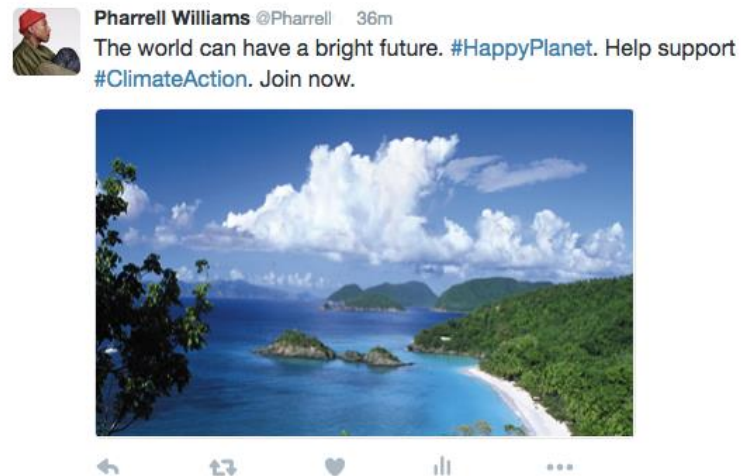 Pharrell Williams @Pharrell 36m
The world can have a bright future. #HappyPlanet. Help support
#ClimateAction. Join now.